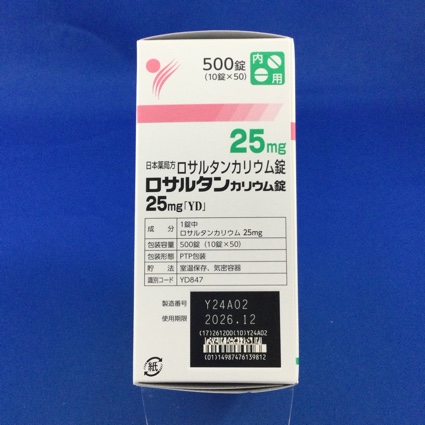 500錠
(10錠×50)
内
用
25mg
日本薬局方 ロサルタンカリウム錠
ロサルタンカリウム錠
25mg「YD」
成分 1錠中
ロサルタンカリウム 25mg
包装容量 500錠 (10錠×50)
包装形態 PTP包装
貯法 室温保存、気密容器
識別コード YD847
製造番号 Y24A02
使用期限 2026.12
(17)261200(10)Y24A02
(01)14987476139812
紙